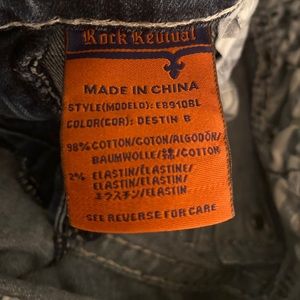 Rock Revival
MADE IN CHINA
STYLE(MODELO): EB910BL
COLOR(COR): DESTIN B
98% COTTON/COTON/ALGODÓN/
BAUMWOLLE/綿/COTTON
2% ELASTIN/ÉLASTINE/
ELASTIN/ELASTIN/
エラスチン/ELASTIN
SEE REVERSE FOR CARE